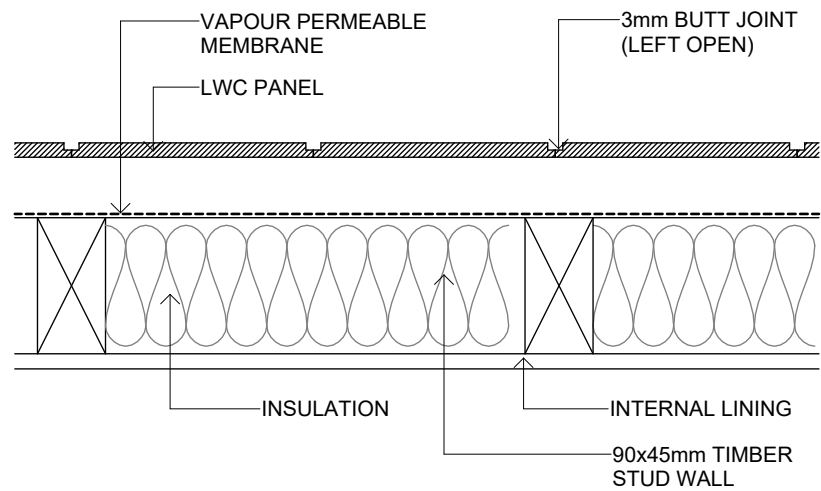 VAPOUR PERMEABLE
MEMBRANE
3mm BUTT JOINT
(LEFT OPEN)
LWC PANEL
INSULATION
INTERNAL LINING
90x45mm TIMBER
STUD WALL